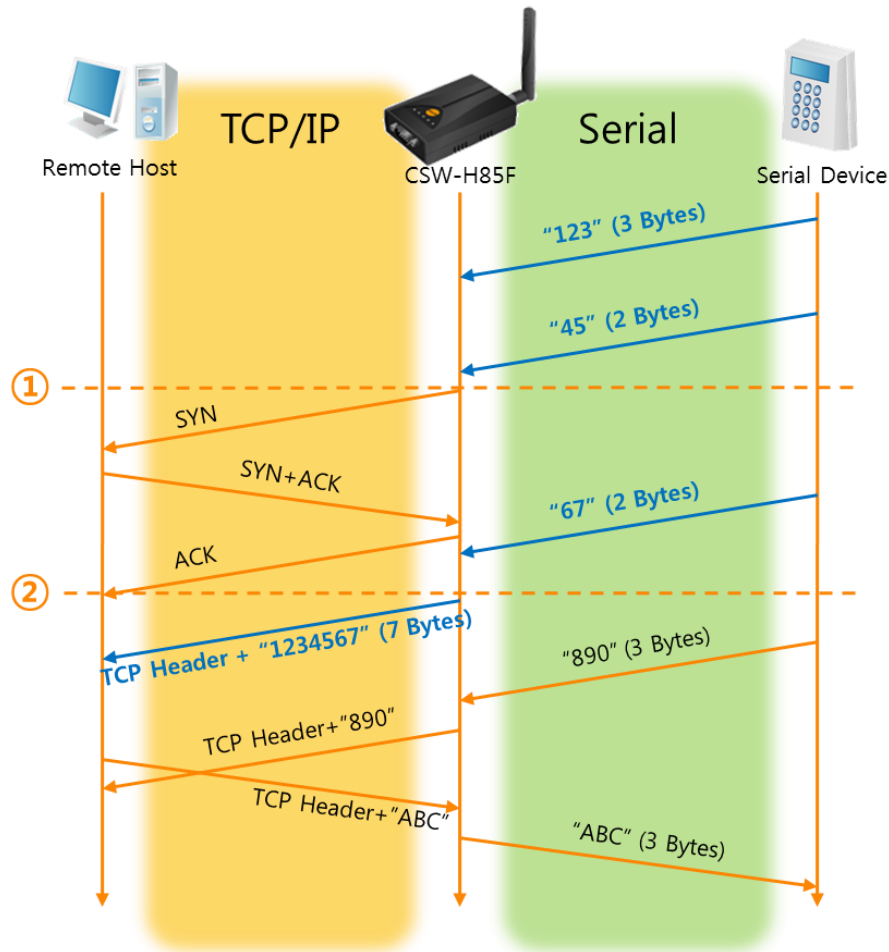 TCP/IP
Serial
Remote Host
CSW-H85F
Serial Device
“123” (3 Bytes)
“45” (2 Bytes)
①
SYN
SYN+ACK
“67” (2 Bytes)
ACK
②
TCP Header + “1234567” (7 Bytes)
“890” (3 Bytes)
TCP Header+”890”
TCP Header+”ABC”
“ABC” (3 Bytes)